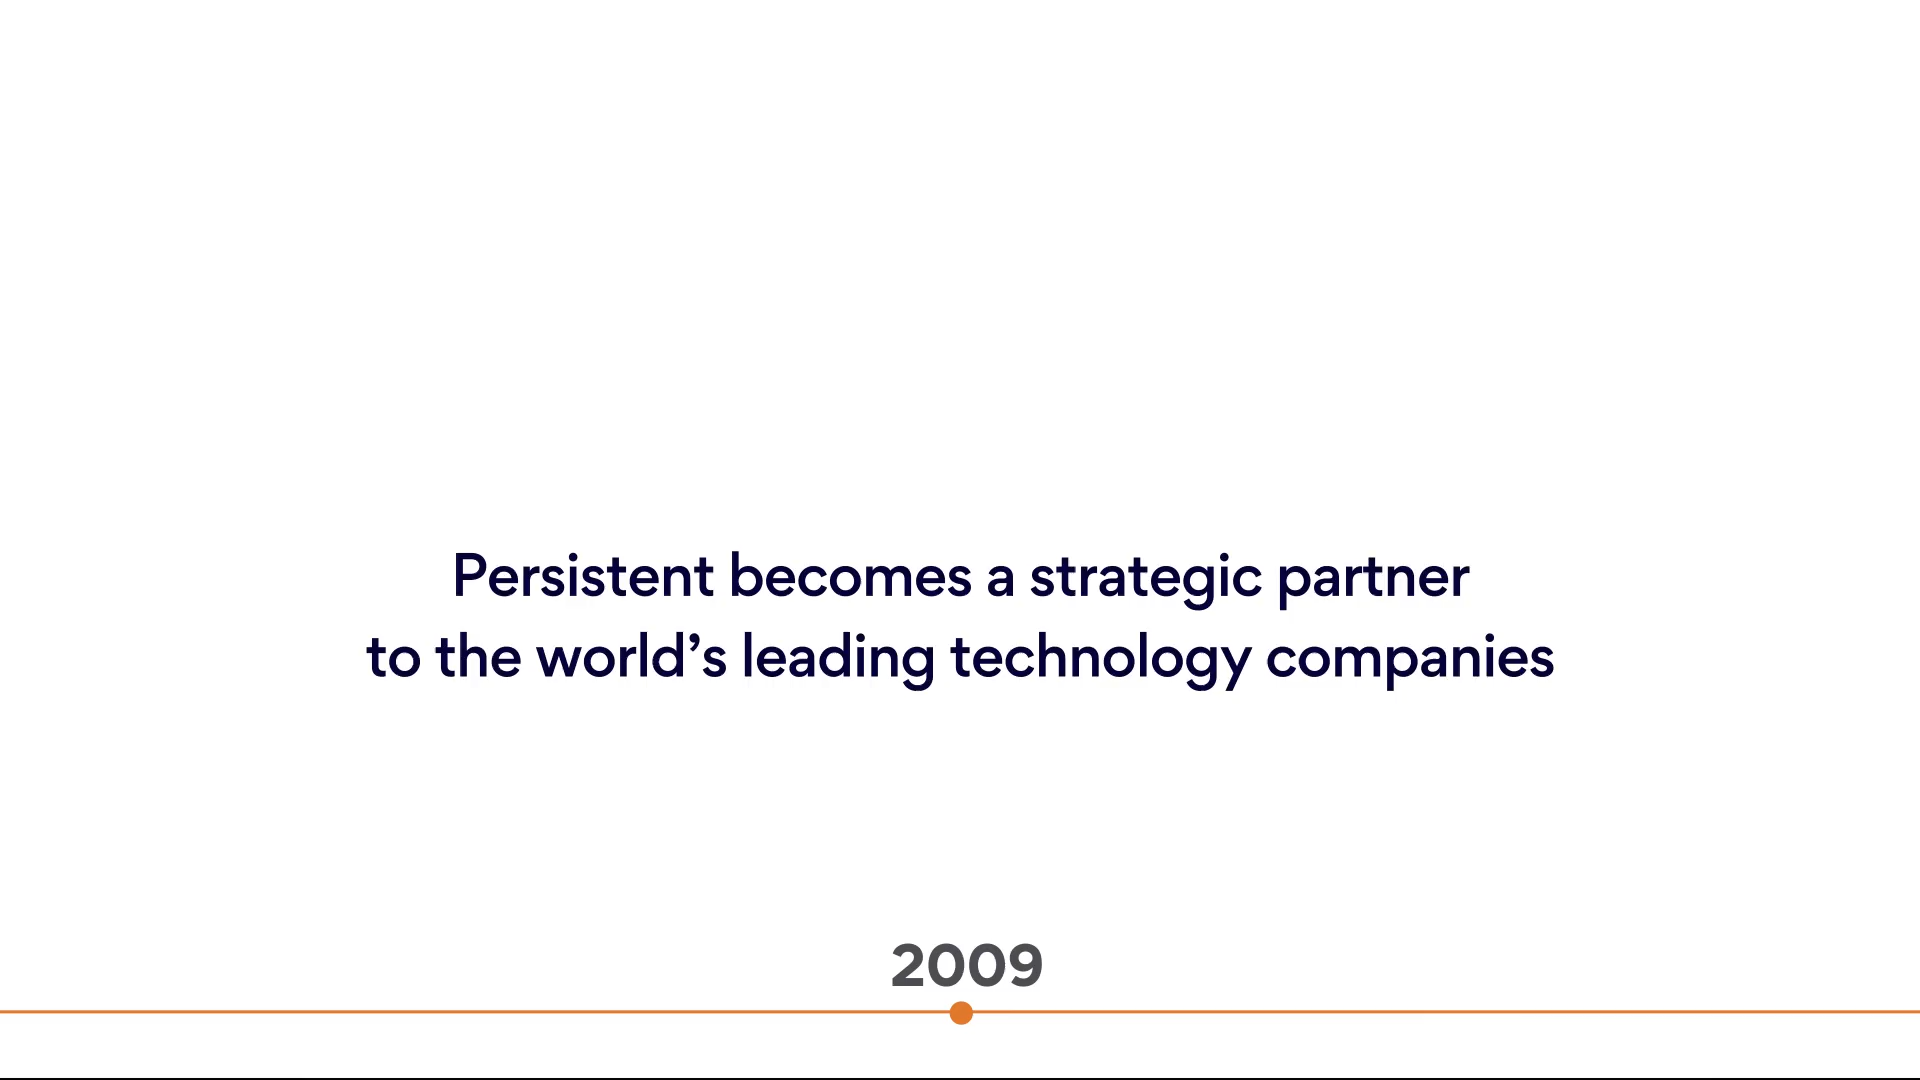 Persistent becomes a strategic partner
to the world’s leading technology companies
2009